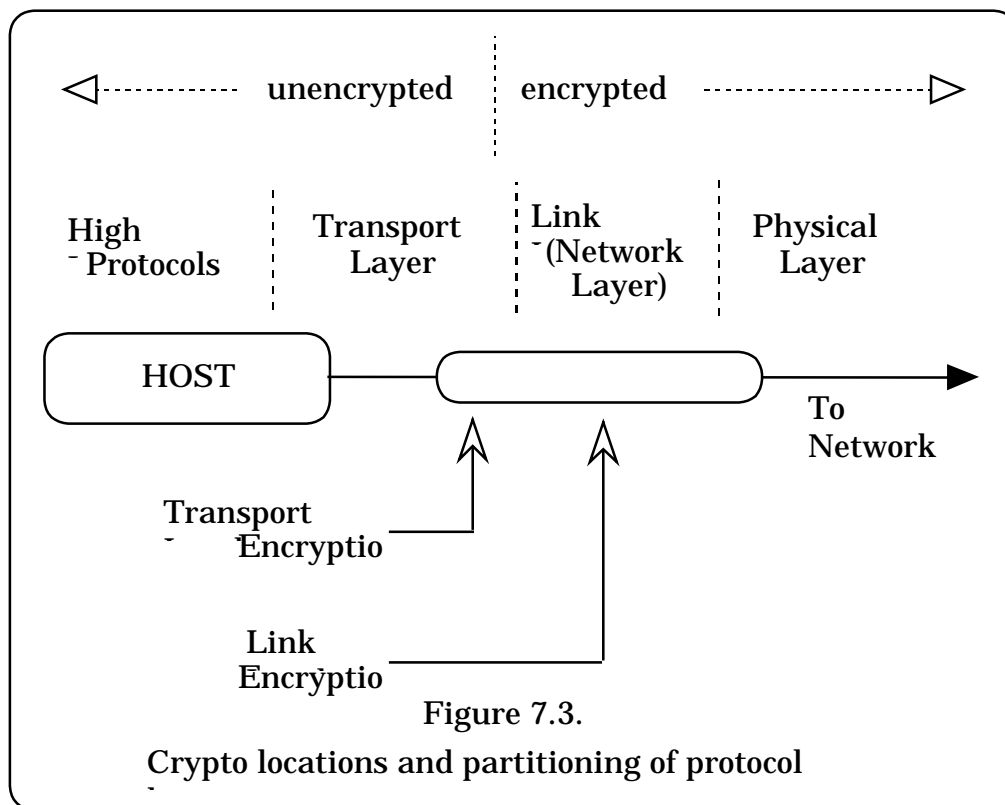 unencrypted encrypted
High
Protocols
Transport
Layer
Link
(Network
Layer)
Physical
Layer
HOST
To
Network
Transport
Encryptio
Link
Encryptio
Figure 7.3.
Crypto locations and partitioning of protocol